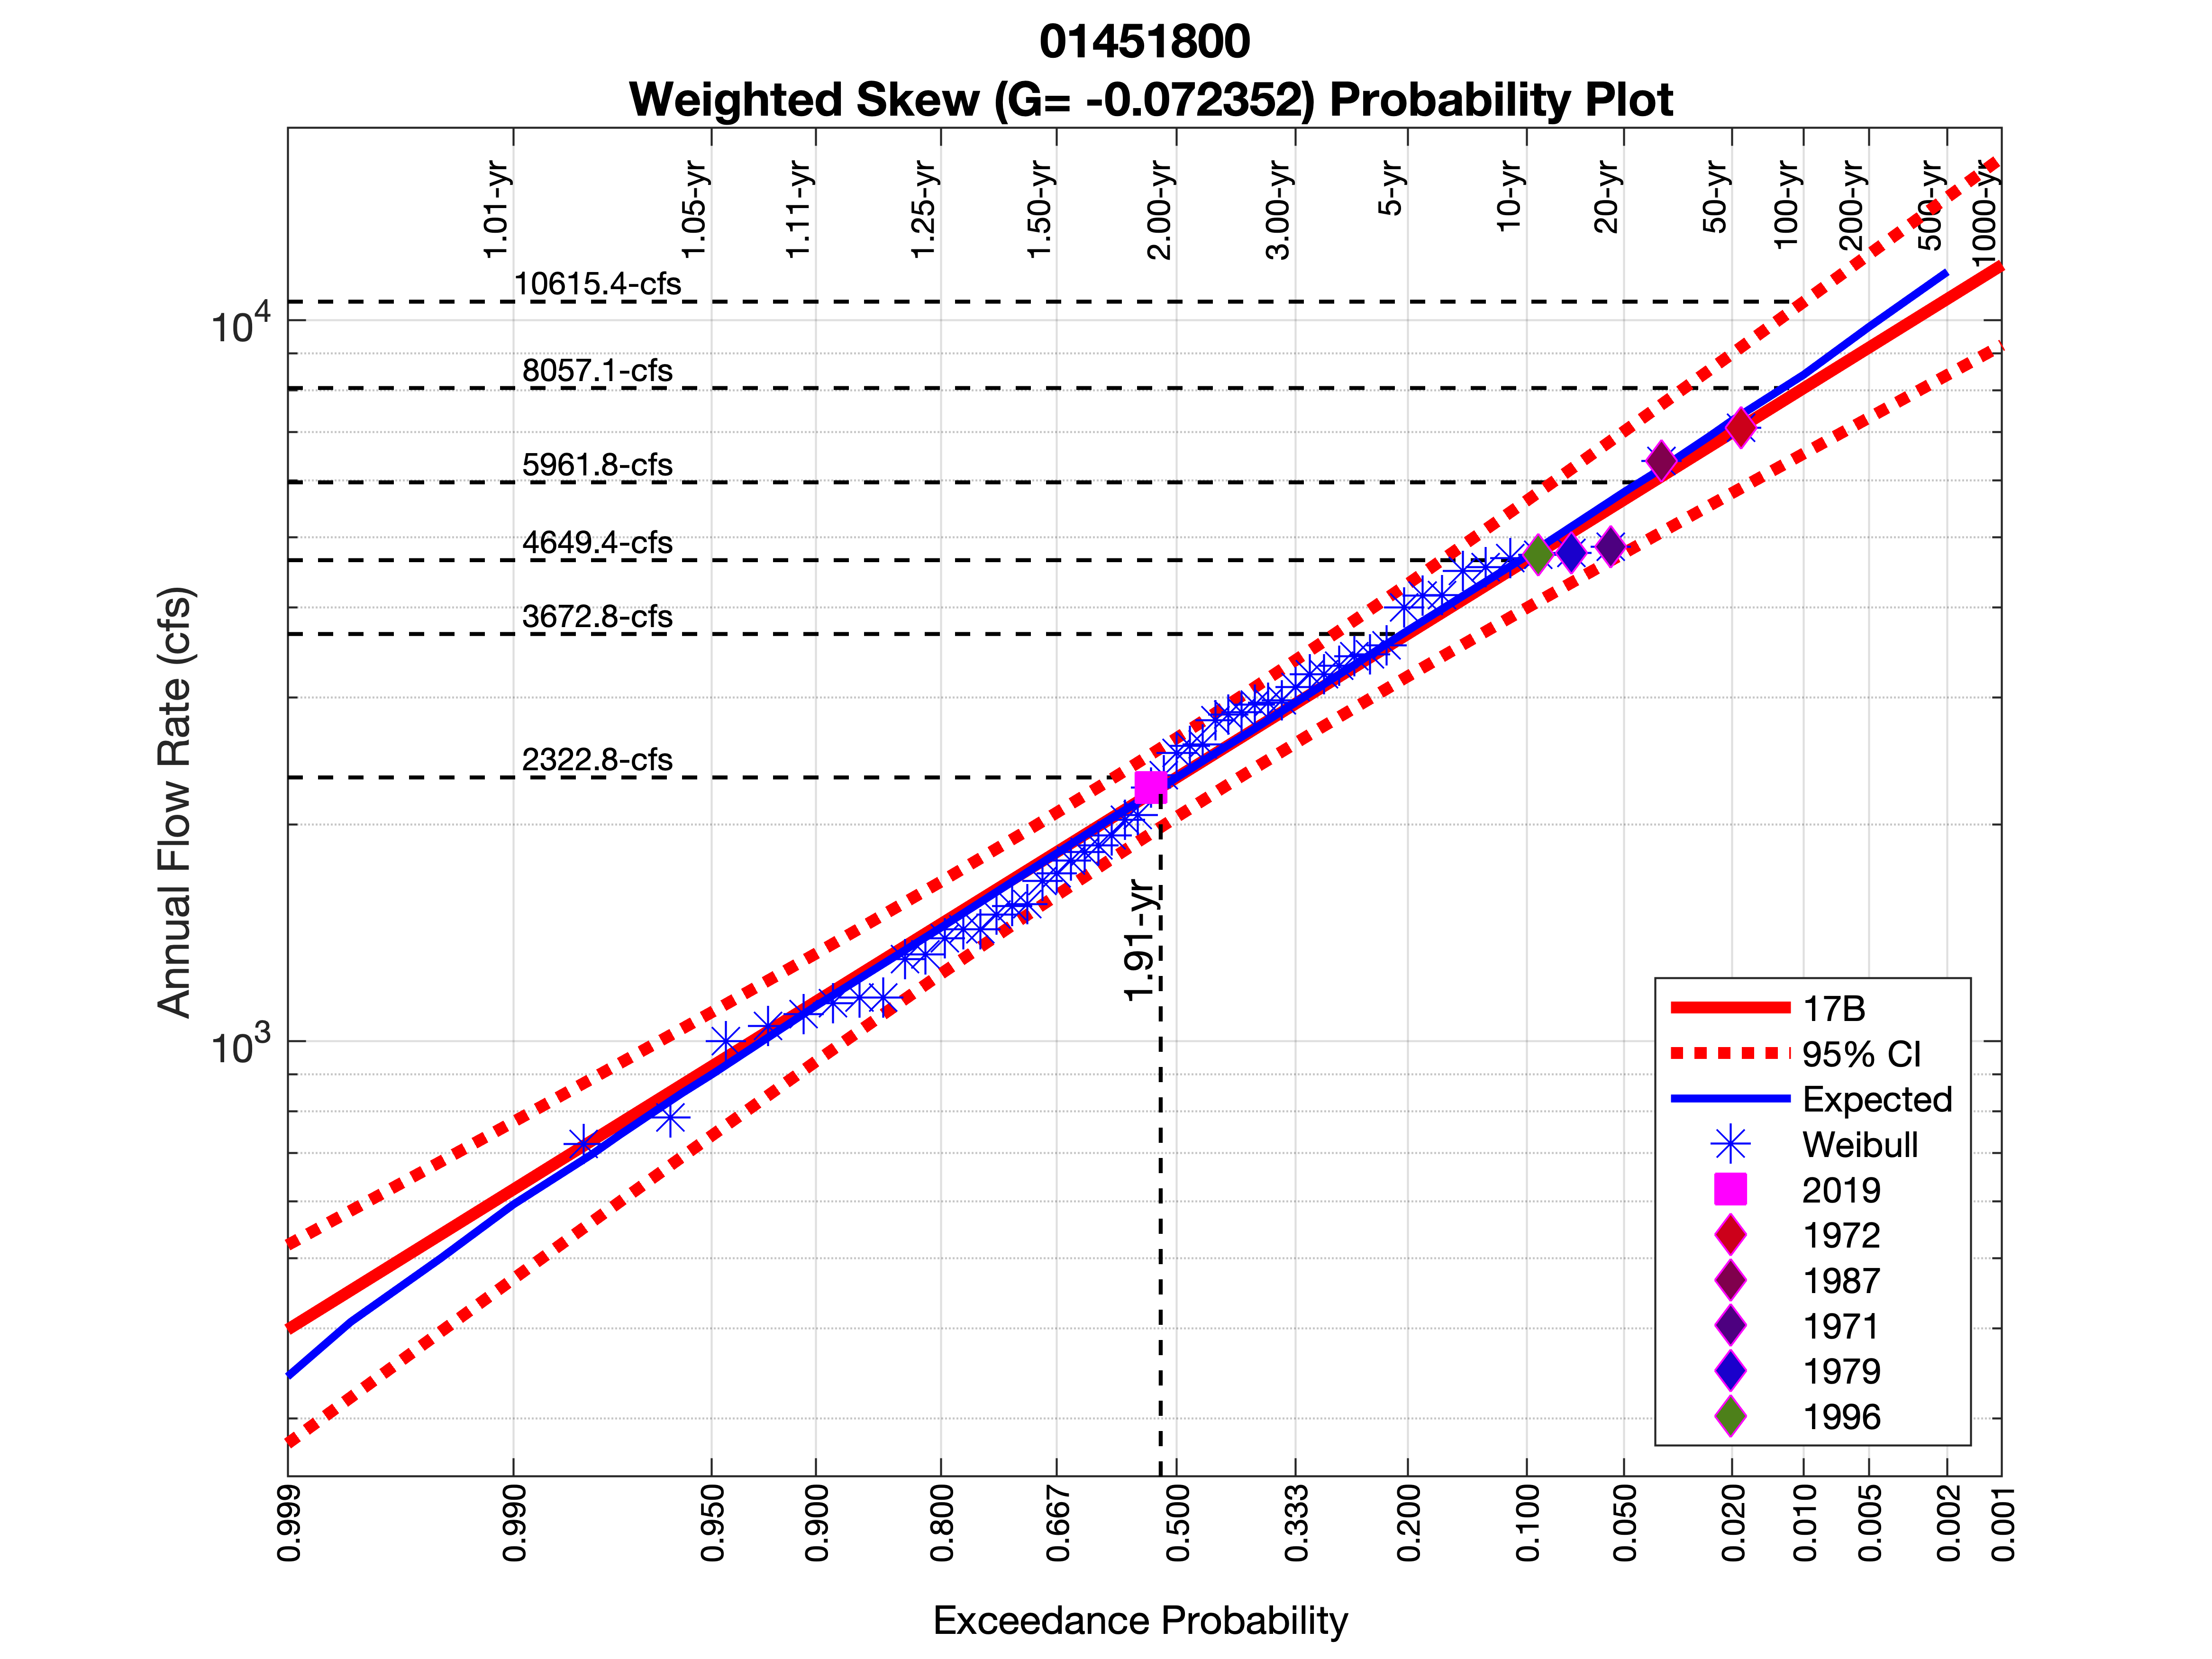 01451800
Weighted Skew (G= -0.072352) Probability Plot
1.01-yr
1.05-yr
1.11-yr
1.25-yr
1.50-yr
2.00-yr
3.00-yr
5-yr
10-yr
20-yr
50-yr
100-yr
200-yr
500-yr
1000-yr
10615.4-cfs
8057.1-cfs
5961.8-cfs
4649.4-cfs
3672.8-cfs
2322.8-cfs
1.91-yr
10^4
10^3
Annual Flow Rate (cfs)
17B
95% CI
Expected
Weibull
2019
1972
1987
1971
1979
1996
0.999
0.990
0.950
0.900
0.800
0.667
0.500
0.333
0.200
0.100
0.050
0.020
0.010
0.005
0.002
0.001
Exceedance Probability